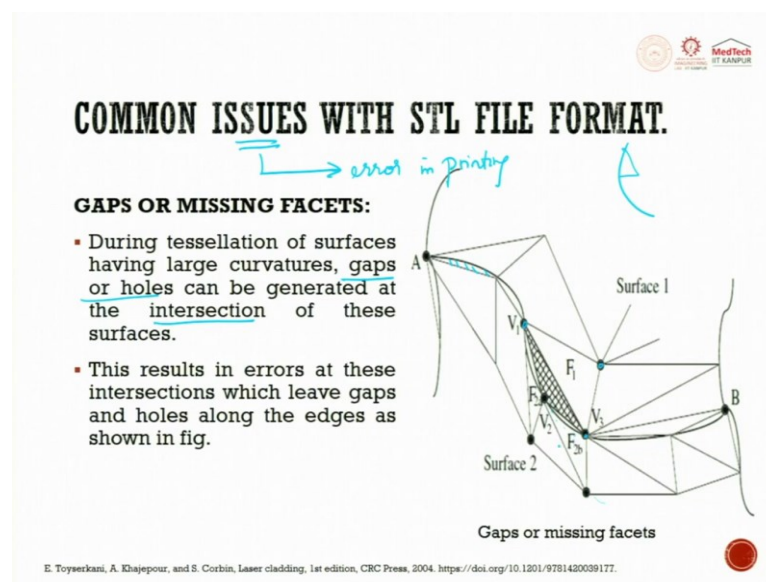 MedTech
IIT KANPUR
COMMON ISSUES WITH STL FILE FORMAT.
error in printing
GAPS OR MISSING FACETS:
▪ During tessellation of surfaces
having large curvatures, gaps
or holes can be generated at
the intersection of these
surfaces.
▪ This results in errors at these
intersections which leave gaps
and holes along the edges as
shown in fig.
A
Surface 1
V1
F1
B
F2
V2
V3
F2b
Surface 2
Gaps or missing facets
E. Toyserkani, A. Khajepour, and S. Corbin, Laser cladding, 1st edition, CRC Press, 2004. https://doi.org/10.1201/9781420039177.